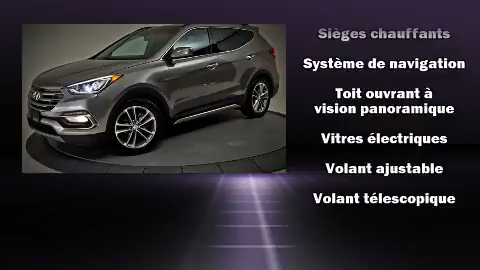 Sièges chauffants
Système de navigation
Toit ouvrant à
vision panoramique
Vitres électriques
Volant ajustable
Volant télescopique